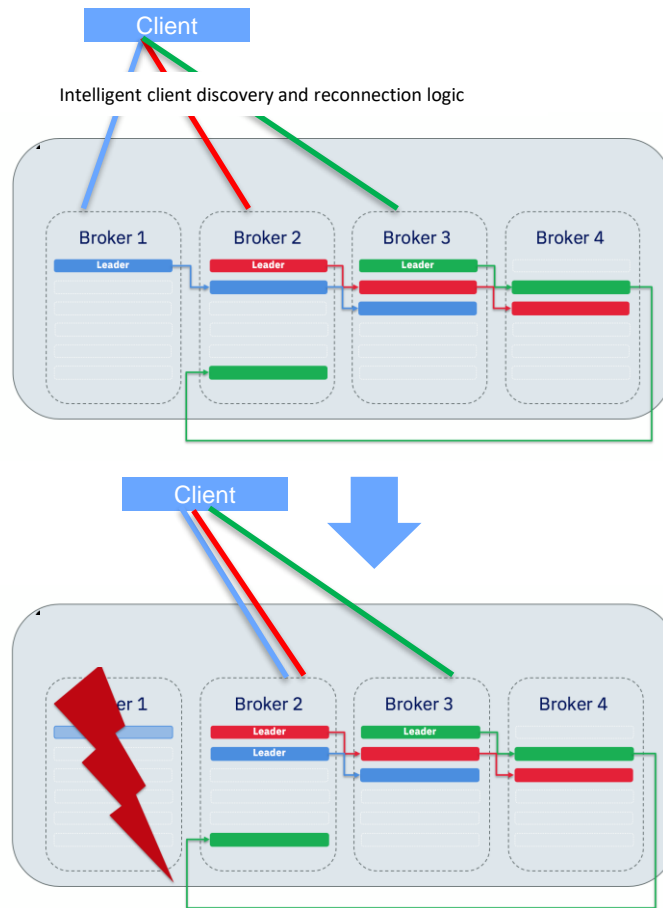 Client
Intelligent client discovery and reconnection logic
Broker 1
Broker 2
Broker 3
Broker 4
Leader
Leader
Leader
Client
1
Broker 2
Broker 3
Broker 4
Leader
Leader
Leader